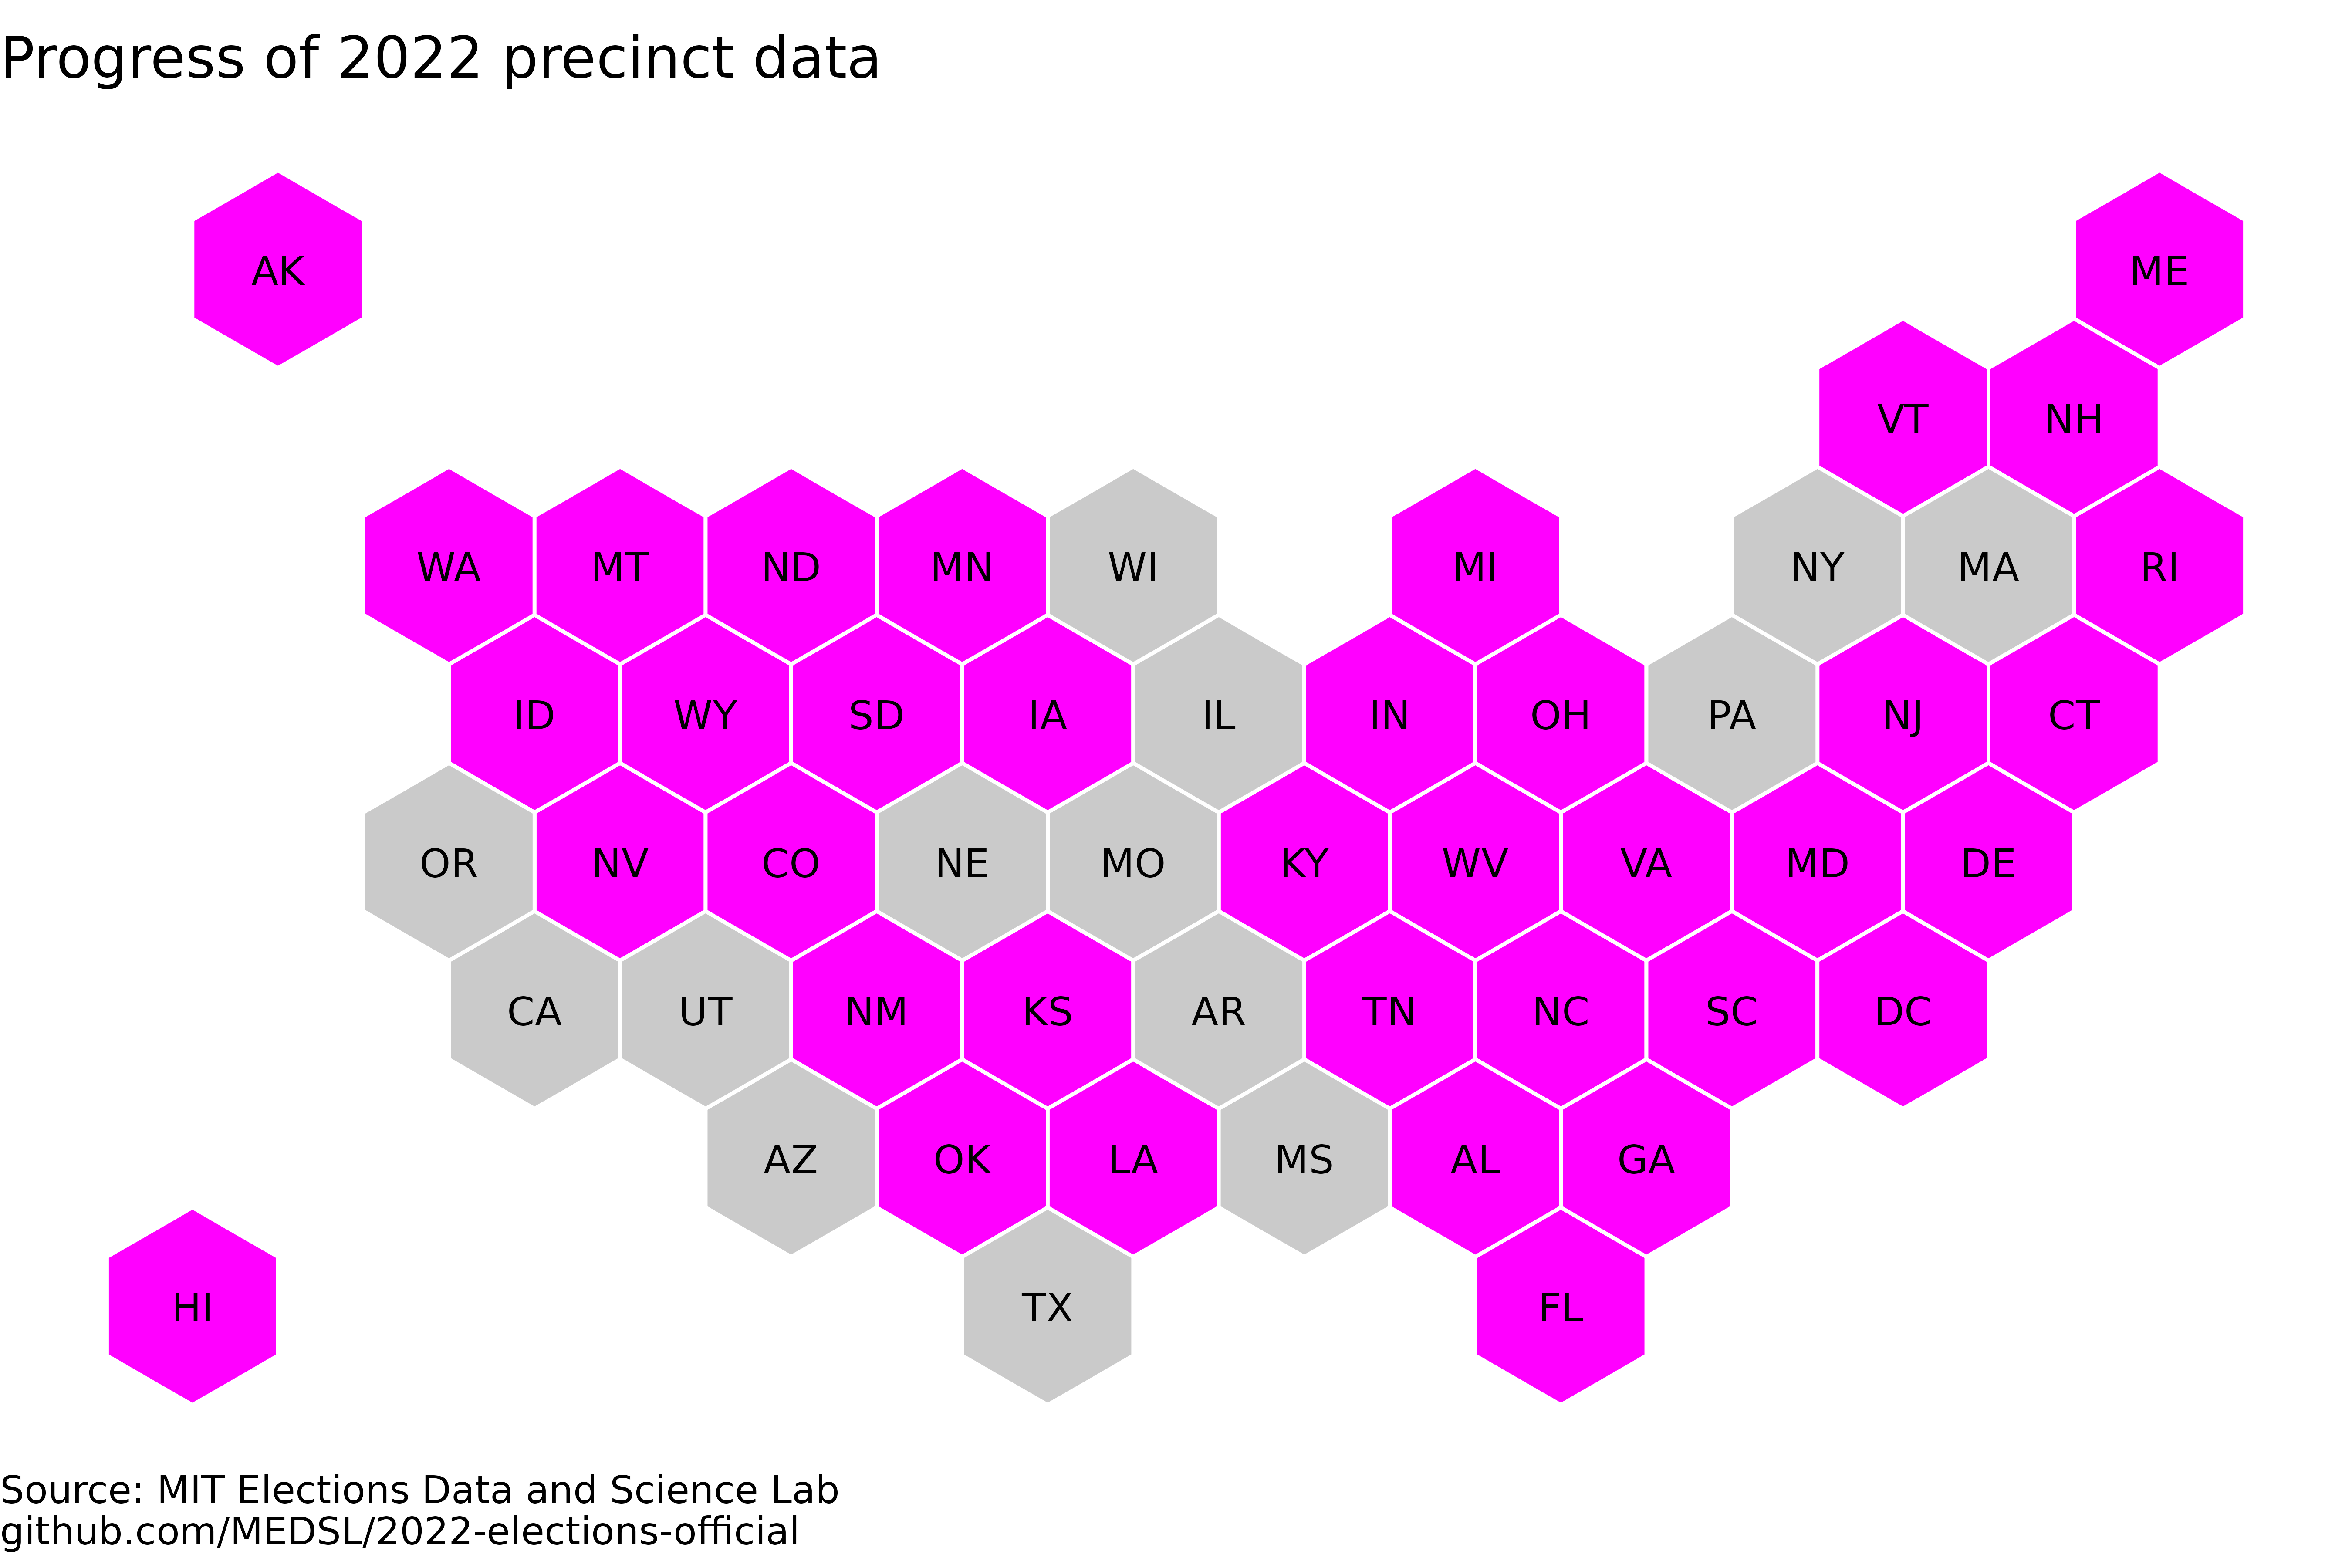 Progress of 2022 precinct data
AK
ME
VT NH
WA MT ND MN WI MI NY MA RI
ID WY SD IA IL IN OH PA NJ CT
OR NV CO NE MO KY WV VA MD DE
CA UT NM KS AR TN NC SC DC
AZ OK LA MS AL GA
HI TX FL
Source: MIT Elections Data and Science Lab
github.com/MEDSL/2022-elections-official